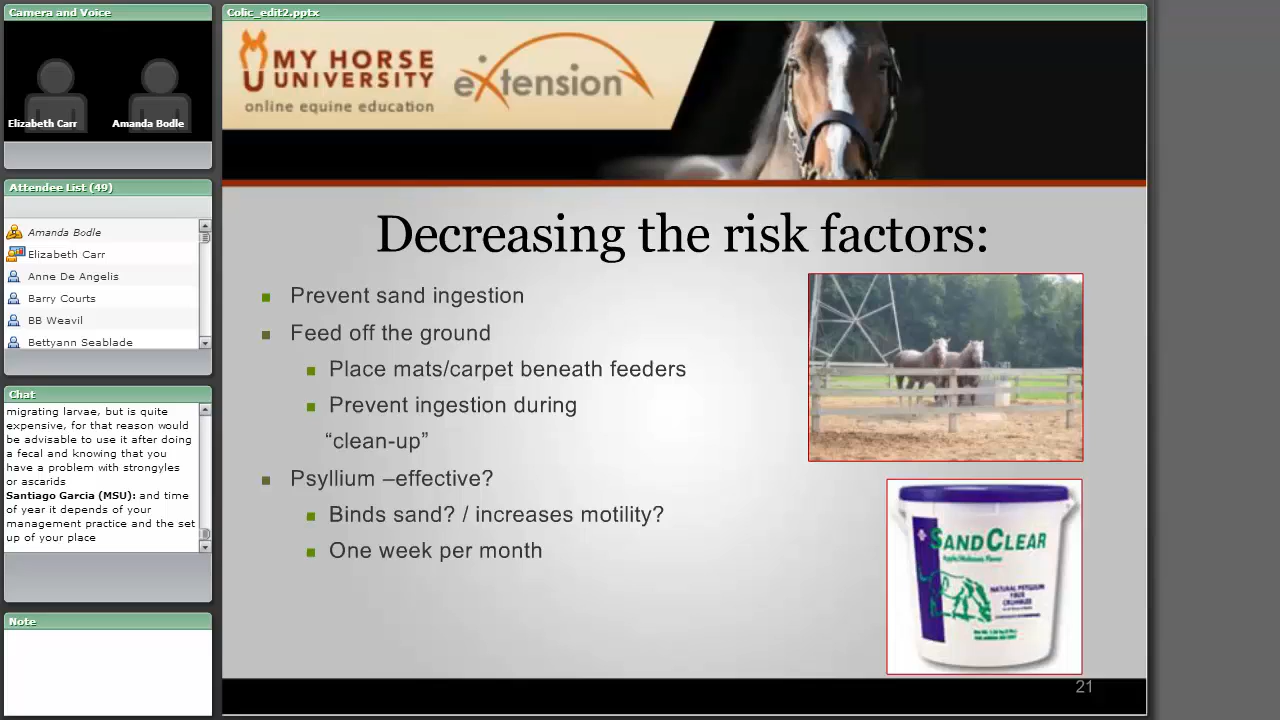 Camera and Voice
Elizabeth Carr
Amanda Bodle
Attendee List (49)
Amanda Bodle
Elizabeth Carr
Anne De Angelis
Barry Courts
BB Weavil
Bettyann Seablade
Chat
migrating larvae, but is quite
expensive, for that reason would
be advisable to use it after doing
a fecal and knowing that you
have a problem with strongyles
or ascarids
Santiago Garcia (MSU): and time
of year it depends of your
management practice and the set
up of your place
Note
Colic_edit2.pptx
MY HORSE
UNIVERSITY
online equine education
eXtension
Decreasing the risk factors:
Prevent sand ingestion
Feed off the ground
Place mats/carpet beneath feeders
Prevent ingestion during
“clean-up”
Psyllium –effective?
Binds sand? / increases motility?
One week per month
SANDCLEAR
NATURAL PSYLLIUM
FIBER
CRUMBLES
21